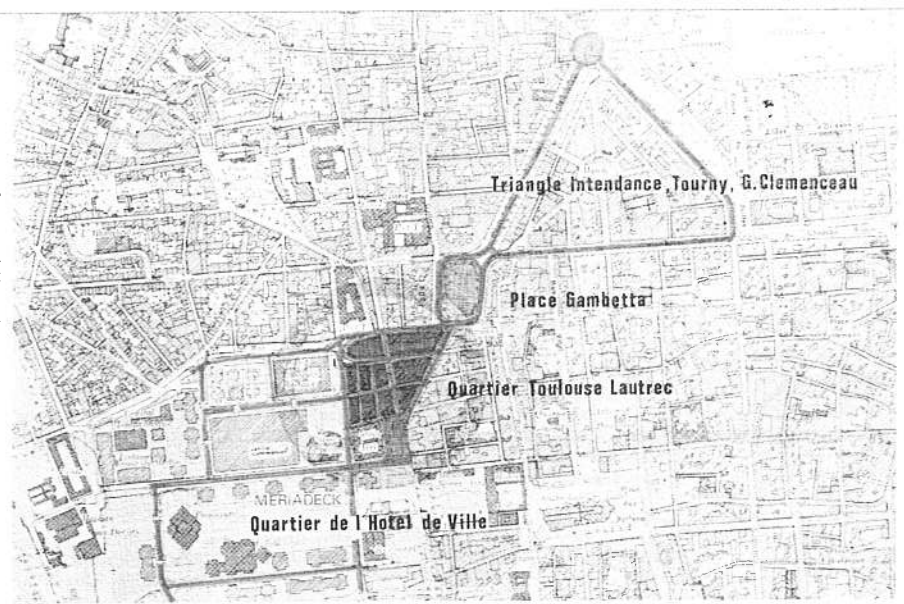 Triangle Intendance, Tourny, G. Clemenceau
Place Gambetta
Quartier Toulouse Lautrec
MERIADECK
Quartier de l'Hotel de Ville